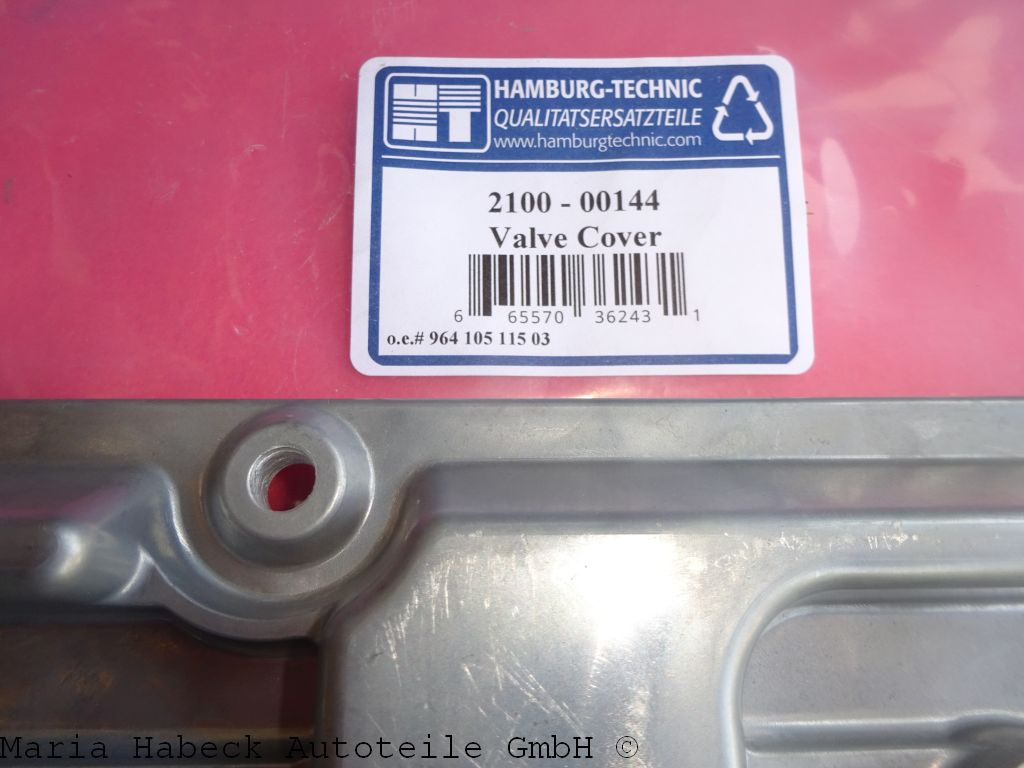 HAMBURG-TECHNIC
QUALITATSERSATZTEILE
www.hamburgtechnic.com
HT
2100 - 00144
Valve Cover
6 65570 36243 1
o.e.# 964 105 115 03
Maria Habeck Autoteile GmbH ©